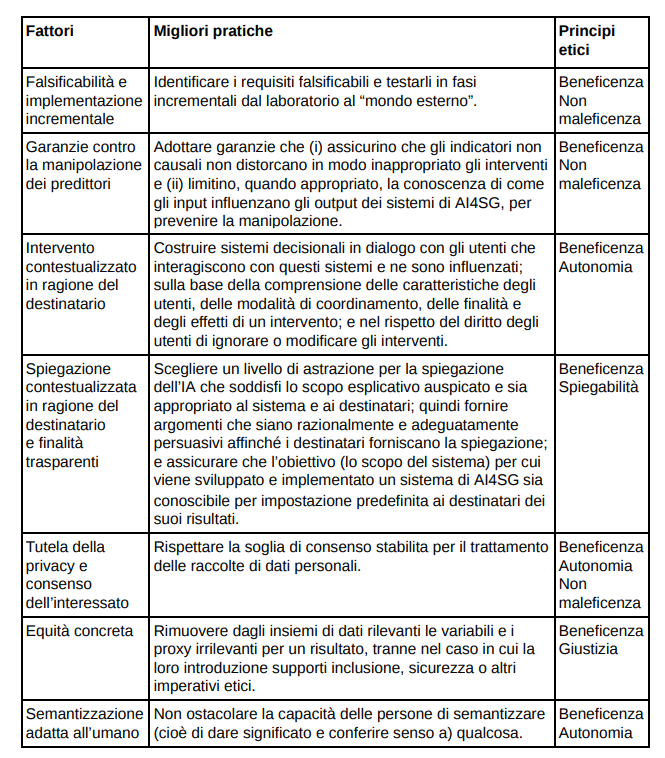 Fattori
Migliori pratiche
Principi
etici
Falsificabilità e
implementazione
incrementale
Identificare i requisiti falsificabili e testarli in fasi
incrementali dal laboratorio al “mondo esterno”.
Beneficenza
Non
maleficenza
Garanzie contro
la manipolazione
dei predittori
Adottare garanzie che (i) assicurino che gli indicatori non
causali non distorcano in modo inappropriato gli interventi
e (ii) limitino, quando appropriato, la conoscenza di come
gli input influenzano gli output dei sistemi di AI4SG, per
prevenire la manipolazione.
Beneficenza
Non
maleficenza
Intervento
contestualizzato
in ragione del
destinatario
Costruire sistemi decisionali in dialogo con gli utenti che
interagiscono con questi sistemi e ne sono influenzati;
sulla base della comprensione delle caratteristiche degli
utenti, delle modalità di coordinamento, delle finalità e
degli effetti di un intervento; e nel rispetto del diritto degli
utenti di ignorare o modificare gli interventi.
Beneficenza
Autonomia
Spiegazione
contestualizzata
in ragione del
destinatario
e finalità
trasparenti
Scegliere un livello di astrazione per la spiegazione
dell’IA che soddisfi lo scopo esplicativo auspicato e sia
appropriato al sistema e ai destinatari; quindi fornire
argomenti che siano razionalmente e adeguatamente
persuasivi affinché i destinatari forniscano la spiegazione;
e assicurare che l’obiettivo (lo scopo del sistema) per cui
viene sviluppato e implementato un sistema di AI4SG sia
conoscibile per impostazione predefinita ai destinatari dei
suoi risultati.
Beneficenza
Spiegabilità
Tutela della
privacy e
consenso
dell’interessato
Rispettare la soglia di consenso stabilita per il trattamento
delle raccolte di dati personali.
Beneficenza
Autonomia
Non
maleficenza
Equità concreta
Rimuovere dagli insiemi di dati rilevanti le variabili e i
proxy irrilevanti per un risultato, tranne nel caso in cui la
loro introduzione supporti inclusione, sicurezza o altri
imperativi etici.
Beneficenza
Giustizia
Semantizzazione
adatta all’umano
Non ostacolare la capacità delle persone di semantizzare
(cioè di dare significato e conferire senso a) qualcosa.
Beneficenza
Autonomia